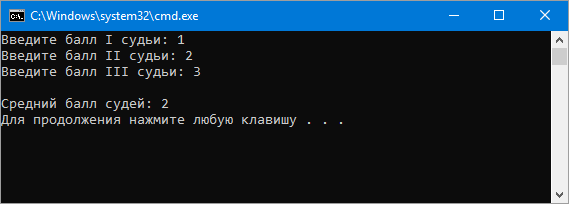 C:\Windows\system32\cmd.exe
Введите балл I судьи: 1
Введите балл II судьи: 2
Введите балл III судьи: 3
Средний балл судей: 2
Для продолжения нажмите любую клавишу . . .